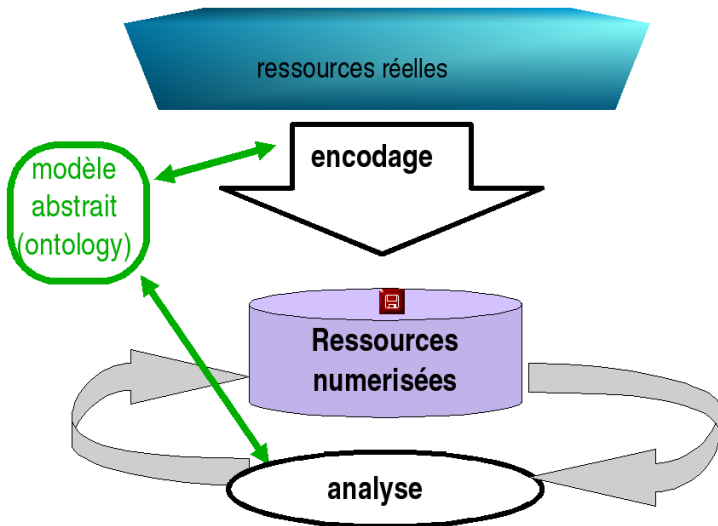 ressources réelles
encodage
modèle
abstrait
(ontology)
Ressources
numerisées
analyse